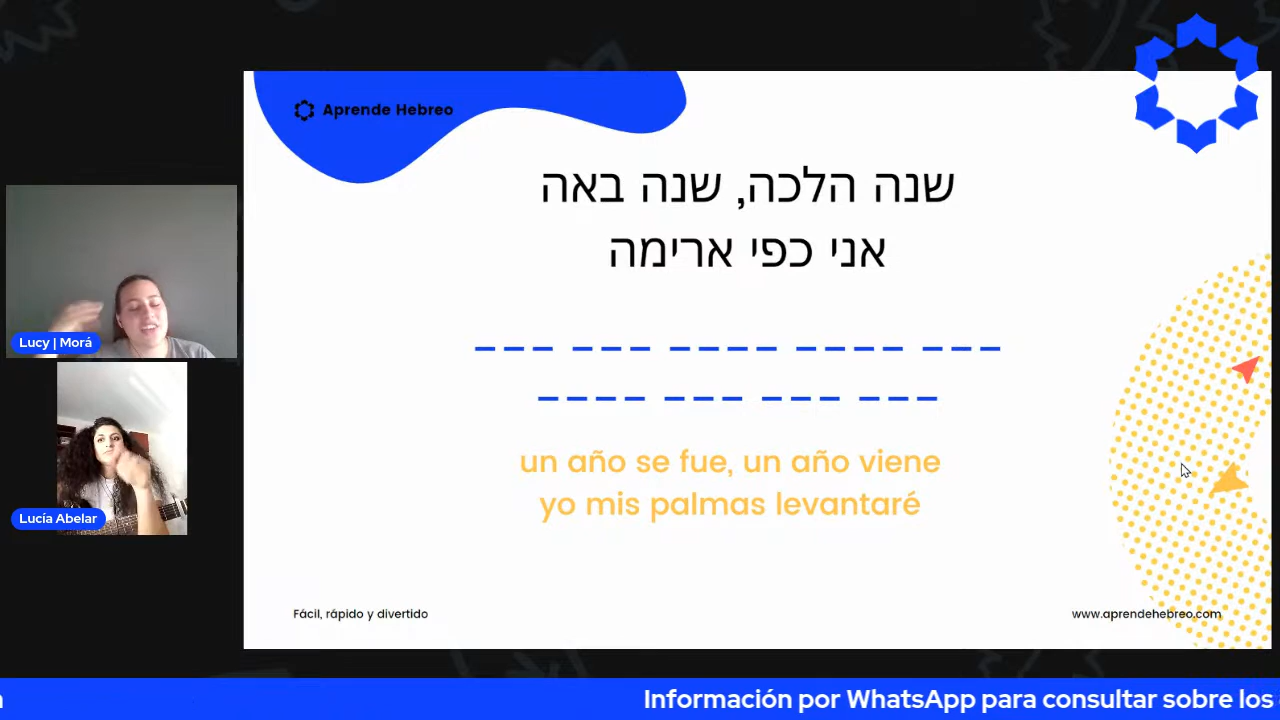 Aprende Hebreo
שנה הלכה, שנה באה
אני כפי ארימה
Lucy | Morá
Lucía Abelar
un año se fue, un año viene
yo mis palmas levantaré
Fácil, rápido y divertido
www.aprendehebreo.com
Información por WhatsApp para consultar sobre los